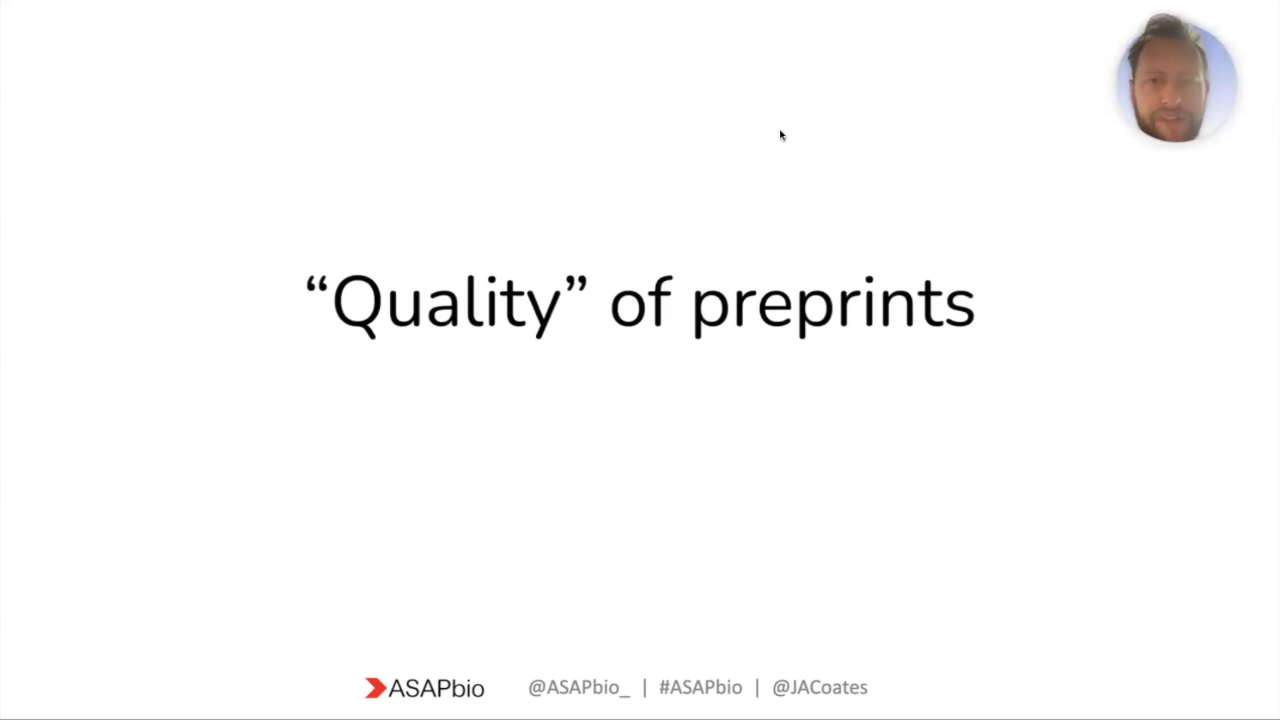 “Quality” of preprints
ASAPbio @ASAPbio_ | #ASAPbio | @JACoates